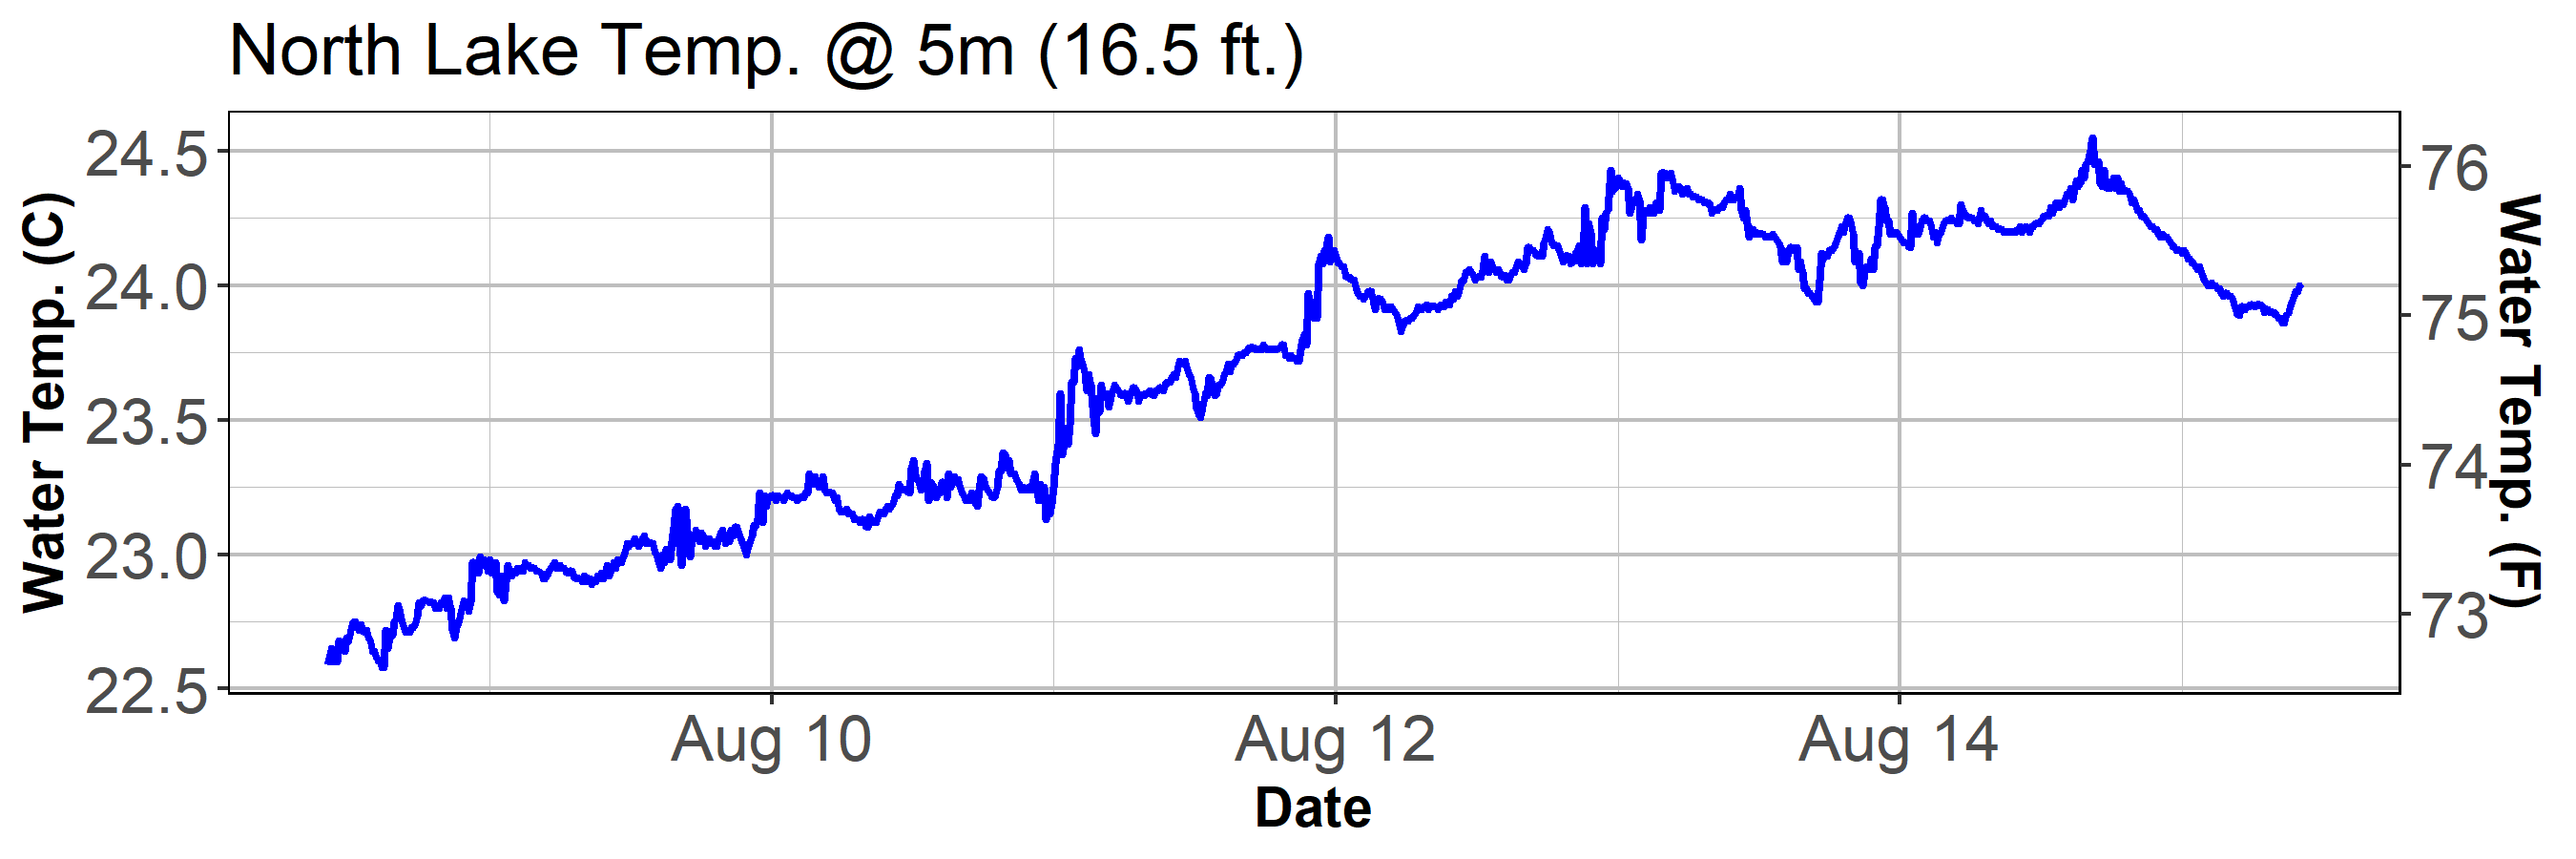 North Lake Temp. @ 5m (16.5 ft.)
Water Temp. (C)
24.5
24.0
23.5
23.0
22.5
76
75
74
73
Water Temp. (F)
Aug 10 Aug 12 Aug 14
Date